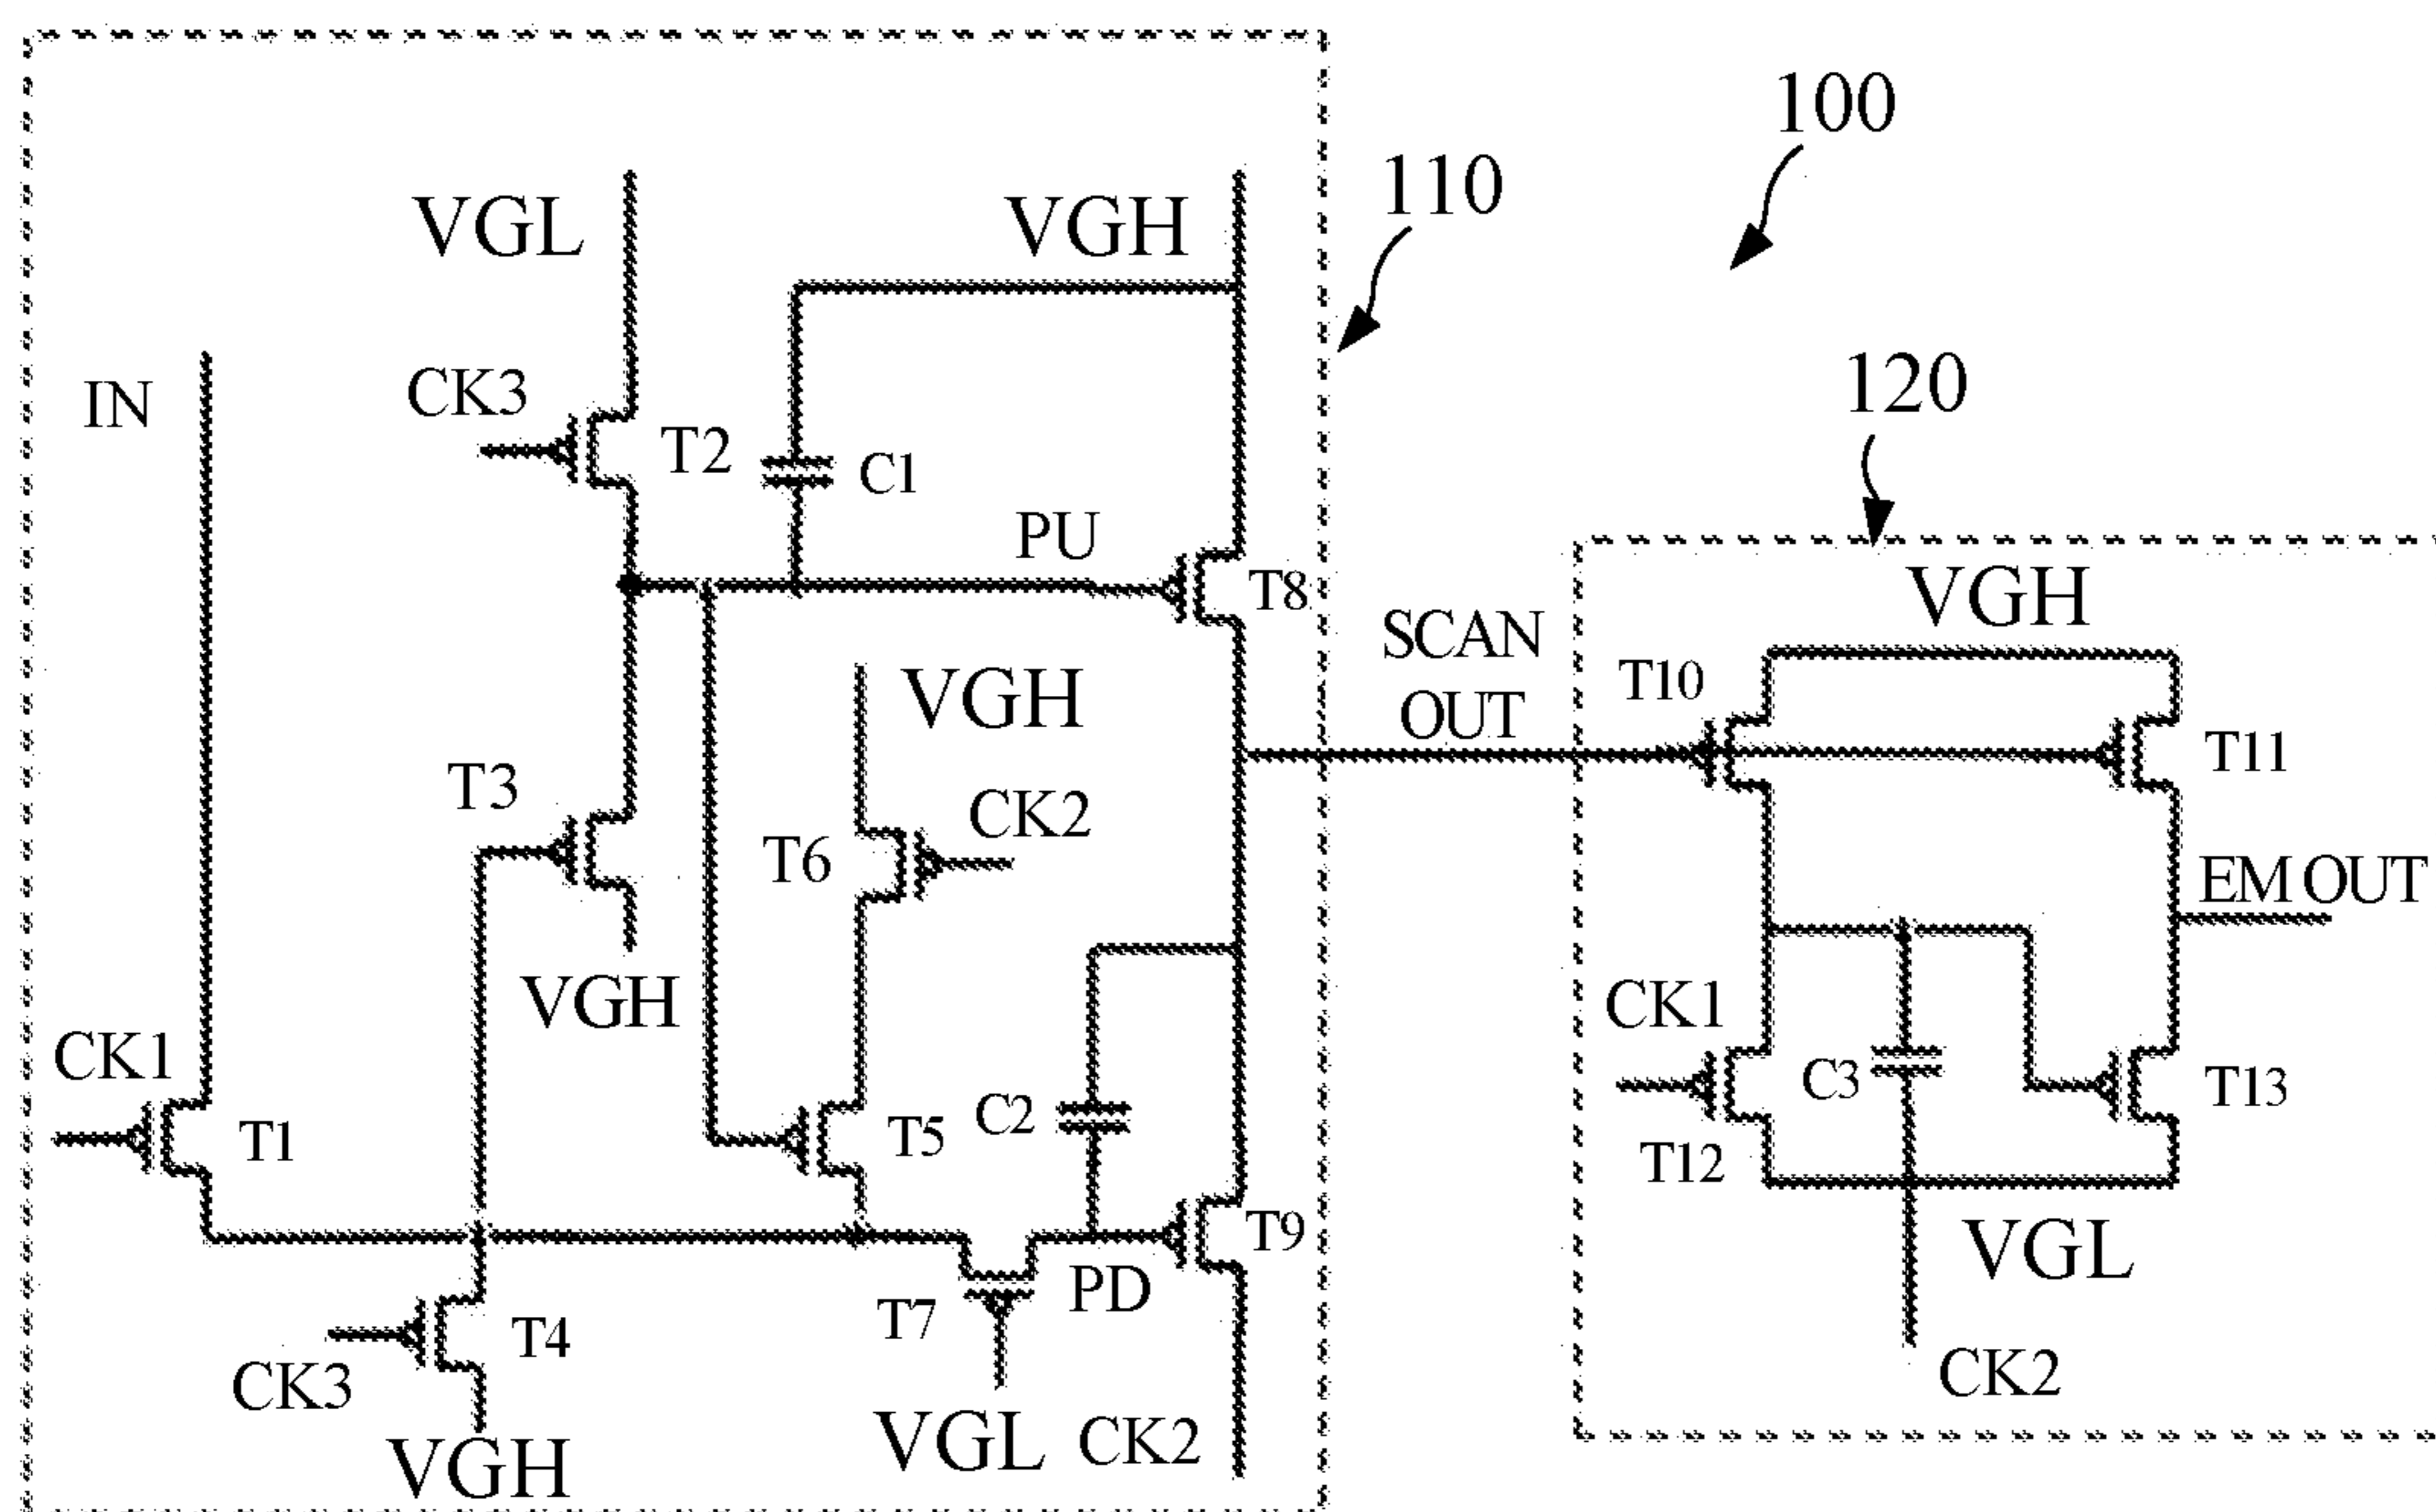 100
110
VGL
VGH
120
IN
CK3
T2
C1
PU
T8
VGH
SCAN
OUT
T10
VGH
T11
T3
CK2
T6
EM OUT
VGH
CK1
CK1
C3
T13
T1
T5
C2
T12
T9
VGL
PD
T7
T4
CK3
CK2
VGL
CK2
VGH